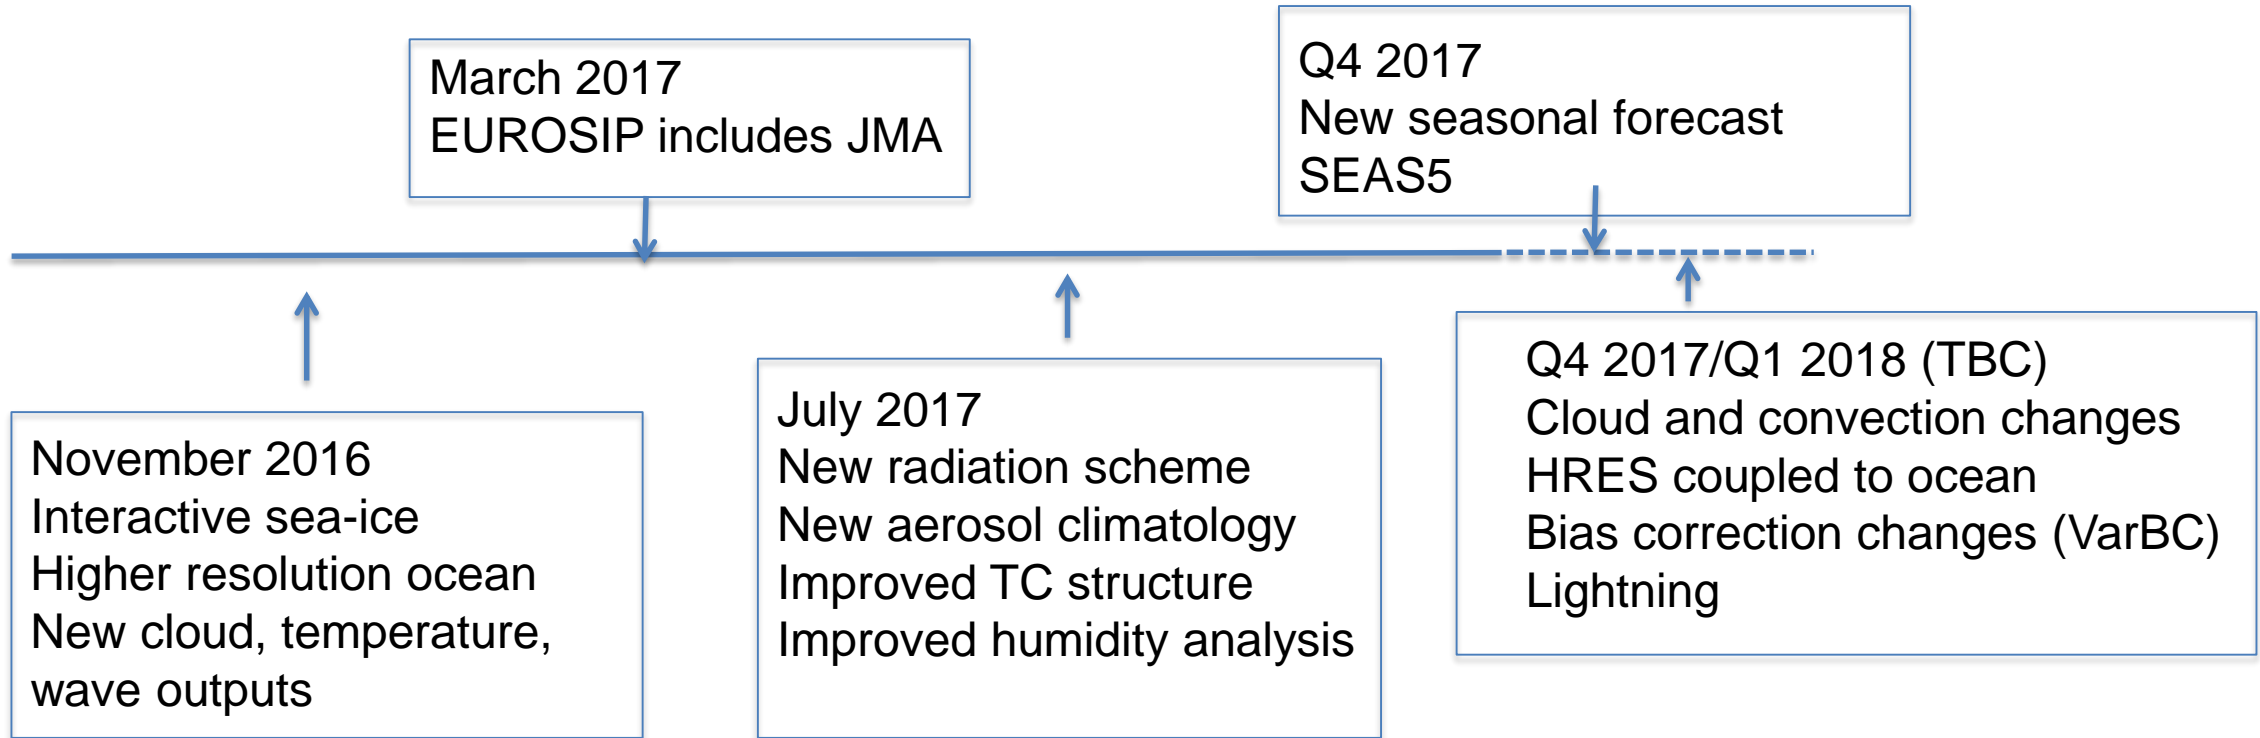 March 2017
EUROSIP includes JMA
Q4 2017
New seasonal forecast
SEAS5
November 2016
Interactive sea-ice
Higher resolution ocean
New cloud, temperature,
wave outputs
July 2017
New radiation scheme
New aerosol climatology
Improved TC structure
Improved humidity analysis
Q4 2017/Q1 2018 (TBC)
Cloud and convection changes
HRES coupled to ocean
Bias correction changes (VarBC)
Lightning